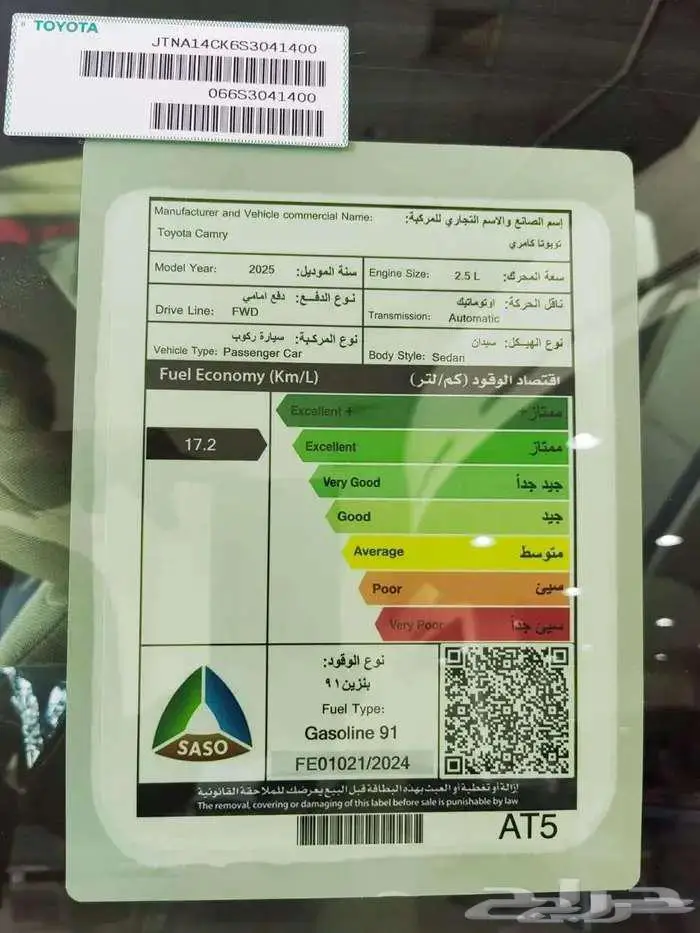 TOYOTA
JTNA14CK6S3041400
066S3041400
Manufacturer and Vehicle commercial Name: إسم الصانع والاسم التجاري للمركبة:
Toyota Camry تويوتا كامري
Model Year: 2025 سنة الموديل:
Engine Size: 2.5 L سعة المحرك:
نوع الدفع: دفع امامي
Drive Line: FWD
ناقل الحركة: اوتوماتيك
Transmission: Automatic
نوع المركبة: سيارة ركوب
Vehicle Type: Passenger Car
نوع الهيكل: سيدان
Body Style: Sedan
Fuel Economy (Km/L) اقتصاد الوقود (كم/لتر)
Excellent + ممتاز+
17.2
Excellent ممتاز
Very Good جيد جداً
Good جيد
Average متوسط
Poor سيئ
Very Poor سيئ جداً
SASO
نوع الوقود:
بنزين ٩١
Fuel Type:
Gasoline 91
FE01021/2024
إزالة أو تغطية أو العبث بهذه البطاقة قبل البيع يعرضك للملاحقة القانونية
The removal, covering or damaging of this label before sale is punishable by law
AT5
حراج